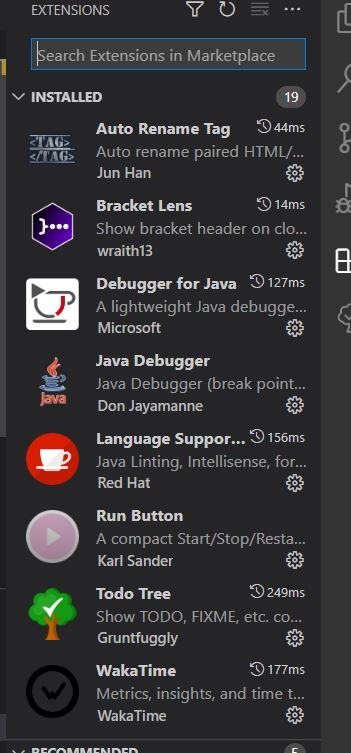 EXTENSIONS
Search Extensions in Marketplace
INSTALLED 19
<TAG>
</TAG>
Auto Rename Tag 44ms
Auto rename paired HTML/...
Jun Han
}•••
Bracket Lens 14ms
Show bracket header on clo...
wraith13
Debugger for Java 127ms
A lightweight Java debugge...
Microsoft
Java
Java Debugger
Java Debugger (break point...
Don Jayamanne
Language Suppor... 156ms
Java Linting, Intellisense, for...
Red Hat
Run Button
A compact Start/Stop/Resta...
Karl Sander
Todo Tree 249ms
Show TODO, FIXME, etc. co...
Gruntfuggly
WakaTime 177ms
Metrics, insights, and time t...
WakaTime
RECOMMENDED 5